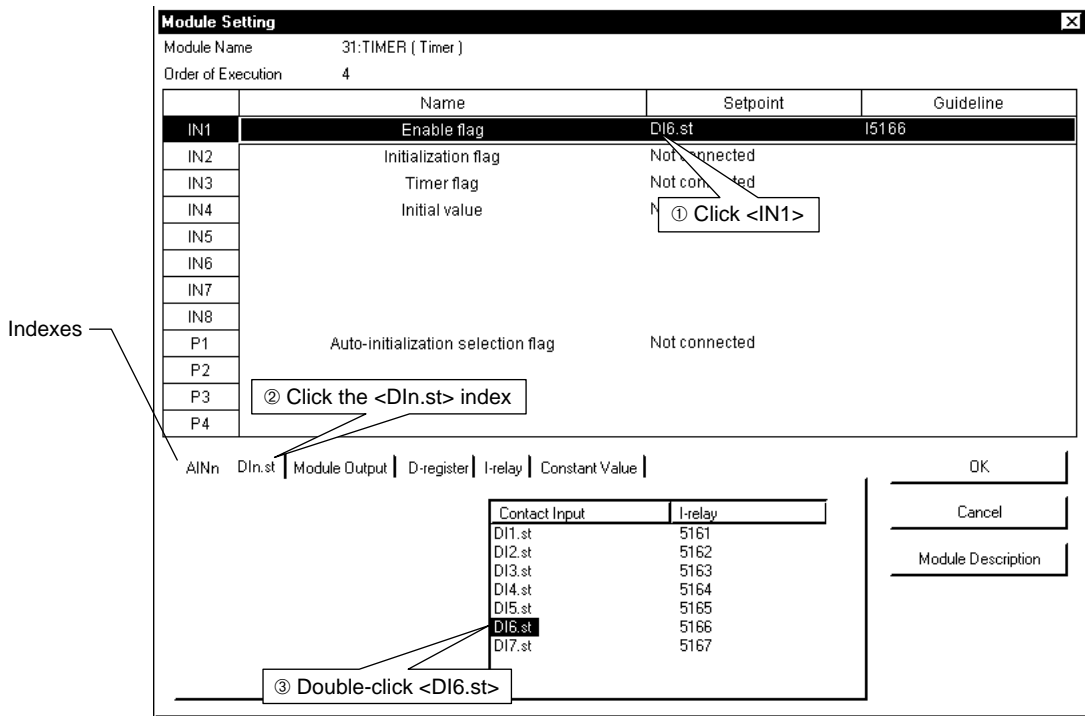 Module Setting
Module Name 31:TIMER ( Timer )
Order of Execution 4
Name Setpoint Guideline
IN1 Enable flag DI6.st I5166
IN2 Initialization flag Not connected
IN3 Timer flag Not connected
IN4 Initial value N
① Click <IN1>
IN5
IN6
IN7
IN8
Indexes
P1 Auto-initialization selection flag Not connected
P2
P3
② Click the <DIn.st> index
P4
AINn DIn.st Module Output D-register I-relay Constant Value
OK
Cancel
Module Description
Contact Input I-relay
DI1.st 5161
DI2.st 5162
DI3.st 5163
DI4.st 5164
DI5.st 5165
DI6.st 5166
DI7.st 5167
③ Double-click <DI6.st>